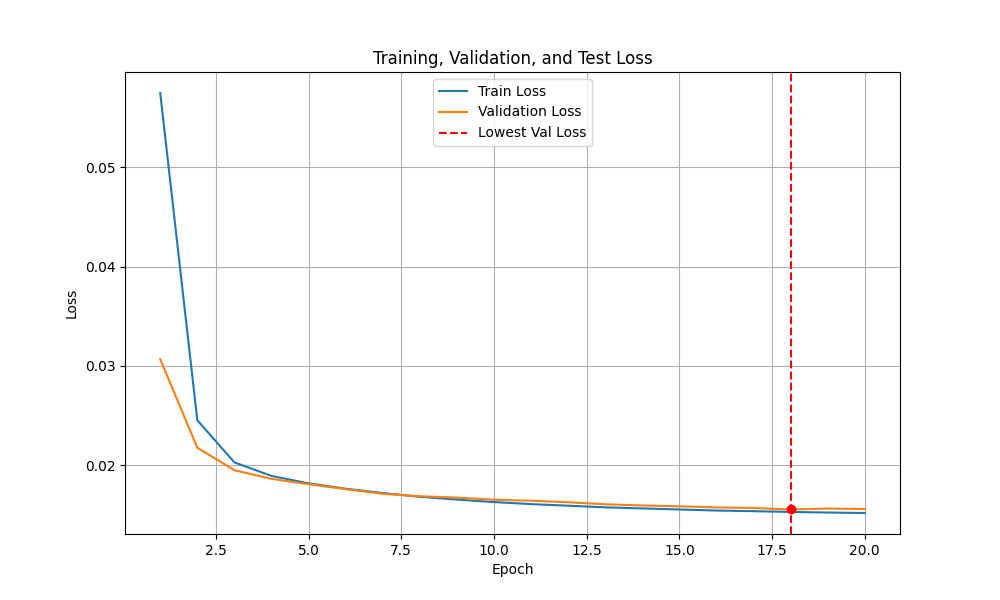 Training, Validation, and Test Loss
Train Loss
Validation Loss
Lowest Val Loss
0.05
0.04
0.03
0.02
Loss
2.5 5.0 7.5 10.0 12.5 15.0 17.5 20.0
Epoch